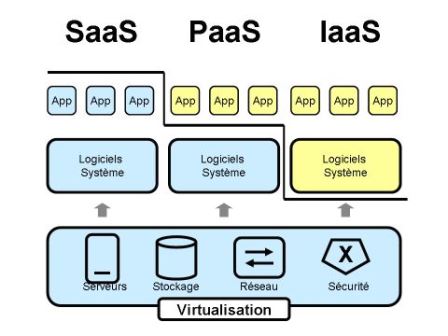 SaaS PaaS IaaS
App App App App App App App App App
Logiciels Système Logiciels Système Logiciels Système
X
Serveurs Stockage Réseau Sécurité
Virtualisation